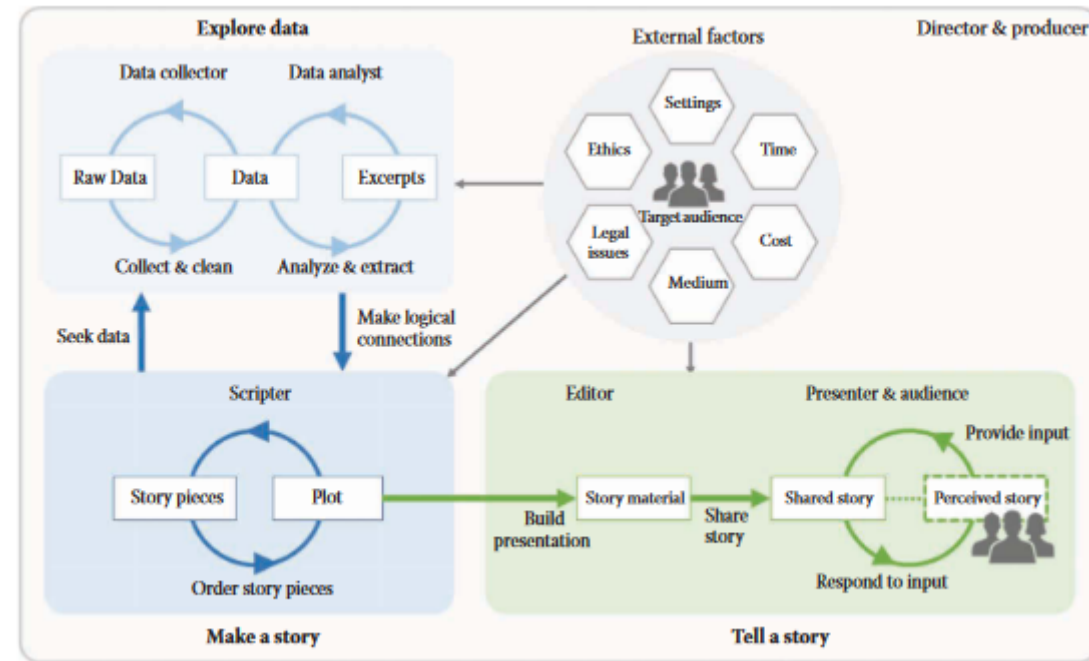 Director & producer
Explore data
Data collector
Data analyst
Raw Data
Data
Excerpts
Collect & clean
Analyze & extract
External factors
Settings
Ethics
Time
Target audience
Legal
issues
Cost
Medium
Seek data
Make logical
connections
Scripter
Story pieces
Plot
Order story pieces
Make a story
Build
presentation
Editor
Presenter & audience
Provide input
Story material
Share
story
Shared story
Perceived story
Respond to input
Tell a story